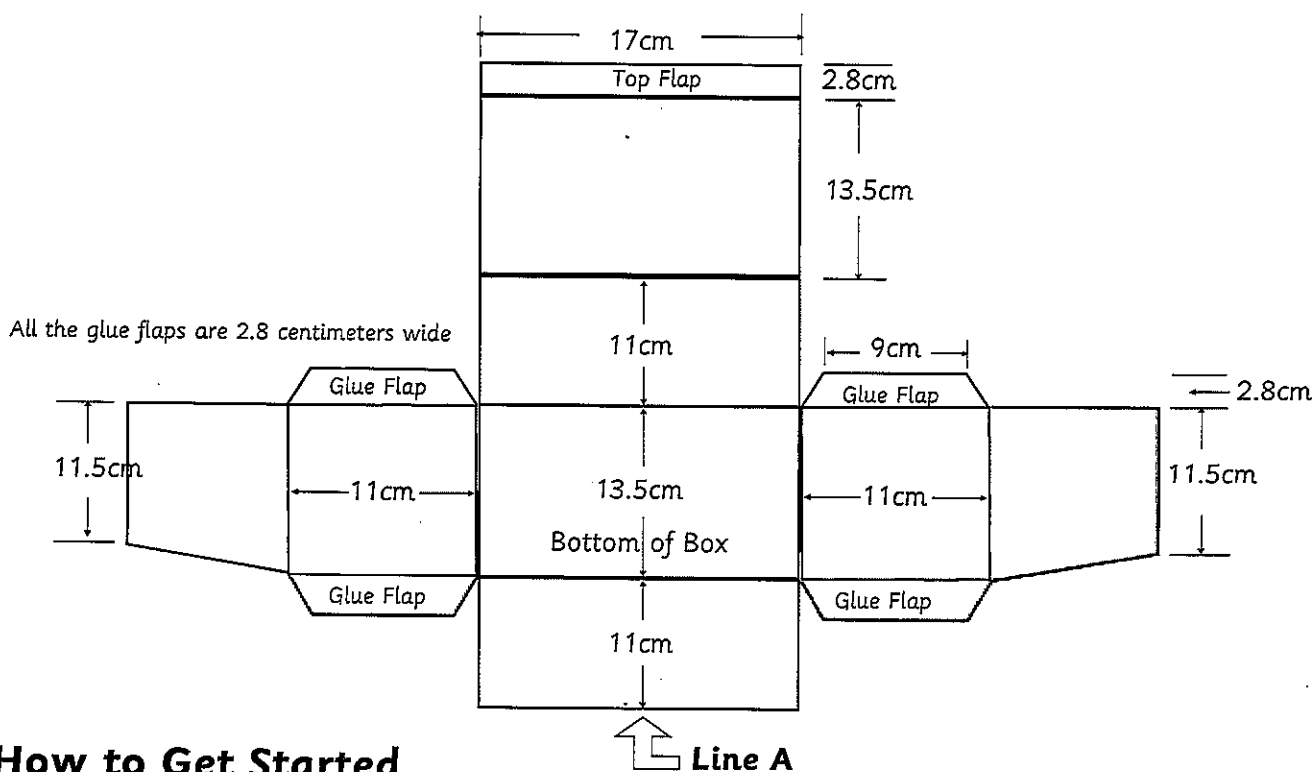 17cm
Top Flap
2.8cm
13.5cm
All the glue flaps are 2.8 centimeters wide
11cm
9cm
Glue Flap
Glue Flap
2.8cm
11.5cm
11cm
13.5cm
11cm
11.5cm
Bottom of Box
Glue Flap
Glue Flap
11cm
How to Get Started
Line A